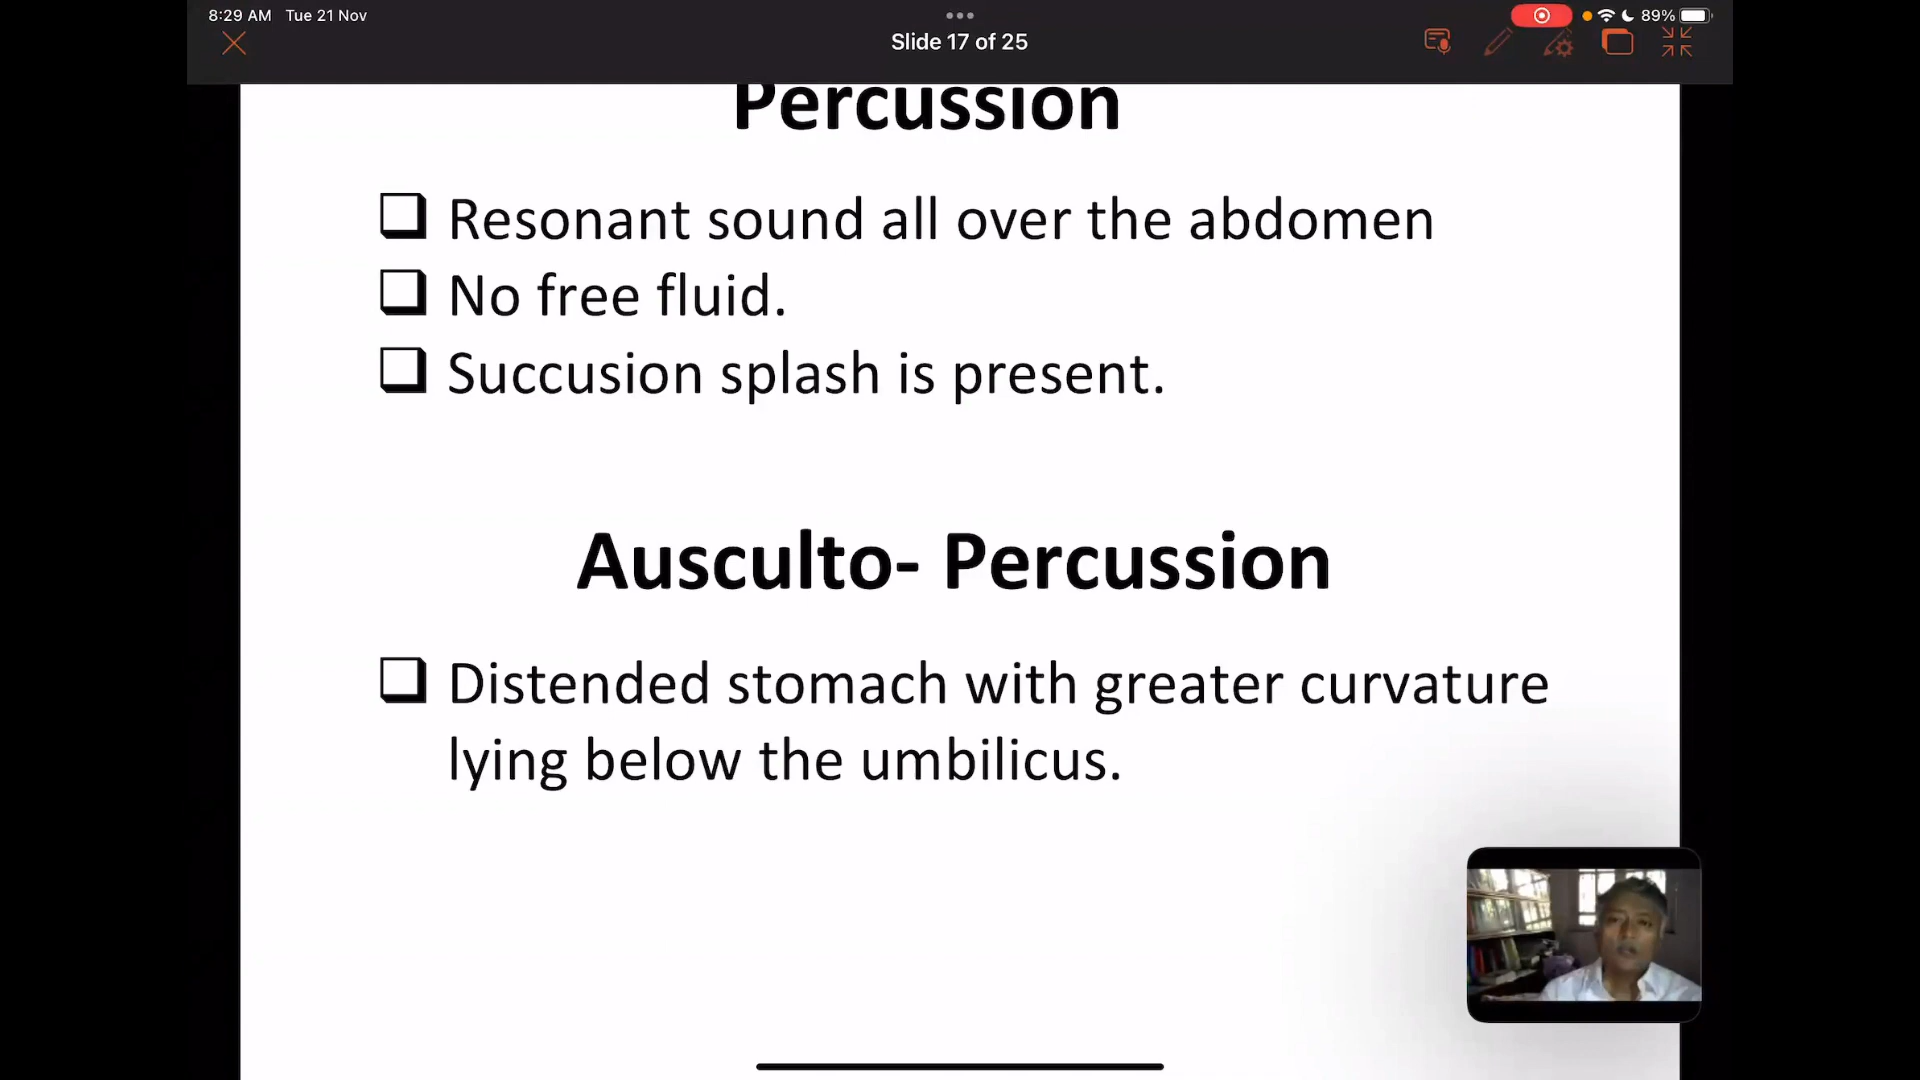 8:29 AM Tue 21 Nov
89%
Slide 17 of 25
Percussion
Resonant sound all over the abdomen
No free fluid.
Succusion splash is present.
Ausculto- Percussion
Distended stomach with greater curvature
lying below the umbilicus.